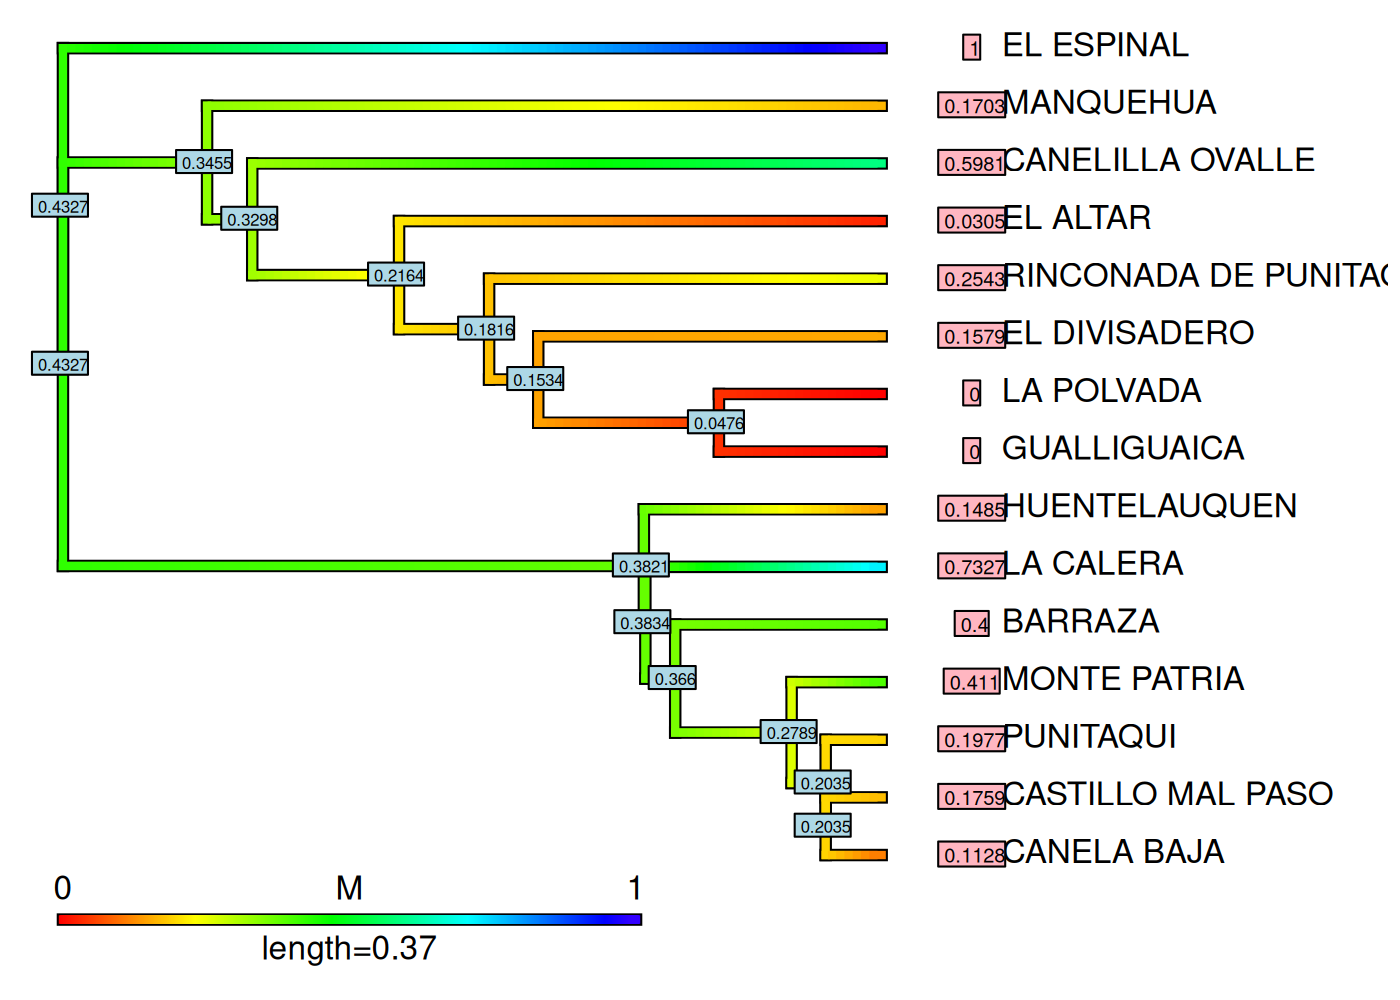 1 EL ESPINAL
0.1703 MANQUEHUA
0.3455 0.5981 CANELILLA OVALLE
0.4327 0.3298 0.0305 EL ALTAR
0.2164 0.2543 RINCONADA DE PUNITAQ
0.1816 0.1579 EL DIVISADERO
0.4327 0.1534 0 LA POLVADA
0.0476 0 GUALLIGUAICA
0.1485 HUENTELAUQUEN
0.3821 0.7327 LA CALERA
0.3834 0.4 BARRAZA
0.366 0.411 MONTE PATRIA
0.2789 0.1977 PUNITAQUI
0.2035 0.1759 CASTILLO MAL PASO
0.2035 0.1128 CANELA BAJA
0 M 1
length=0.37